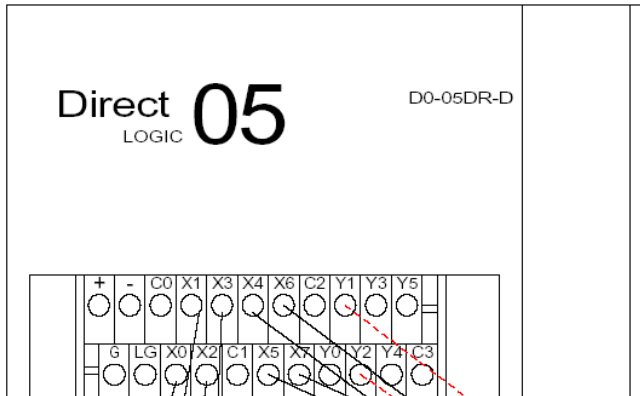 Direct 05 D0-05DR-D
LOGIC
+ - C0 X1 X3 X4 X6 C2 Y1 Y3 Y5
G LG X0 X2 C1 X5 X7 Y0 Y2 Y4 C3